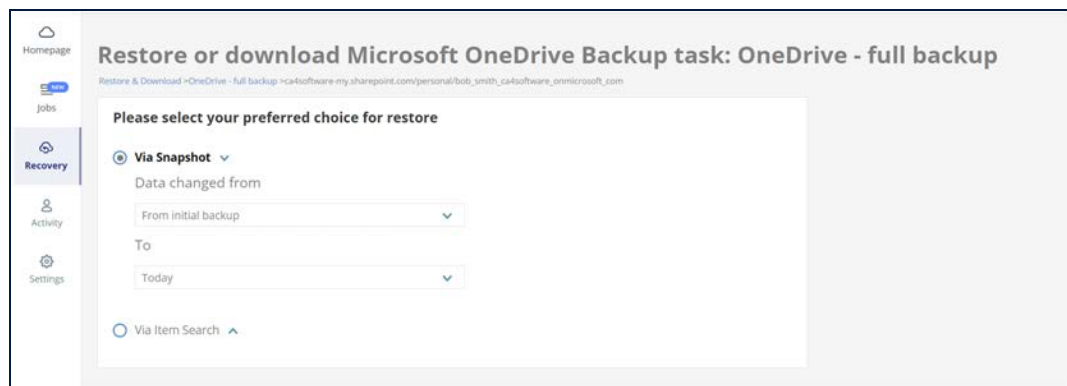 Homepage
NEW
Jobs
Recovery
Activity
Settings
Restore or download Microsoft OneDrive Backup task: OneDrive - full backup
Restore & Download >OneDrive - full backup >ca4software-my.sharepoint.com/personal/bob_smith_ca4software_onmicrosoft_com
Please select your preferred choice for restore
Via Snapshot
Data changed from
From initial backup
To
Today
Via Item Search